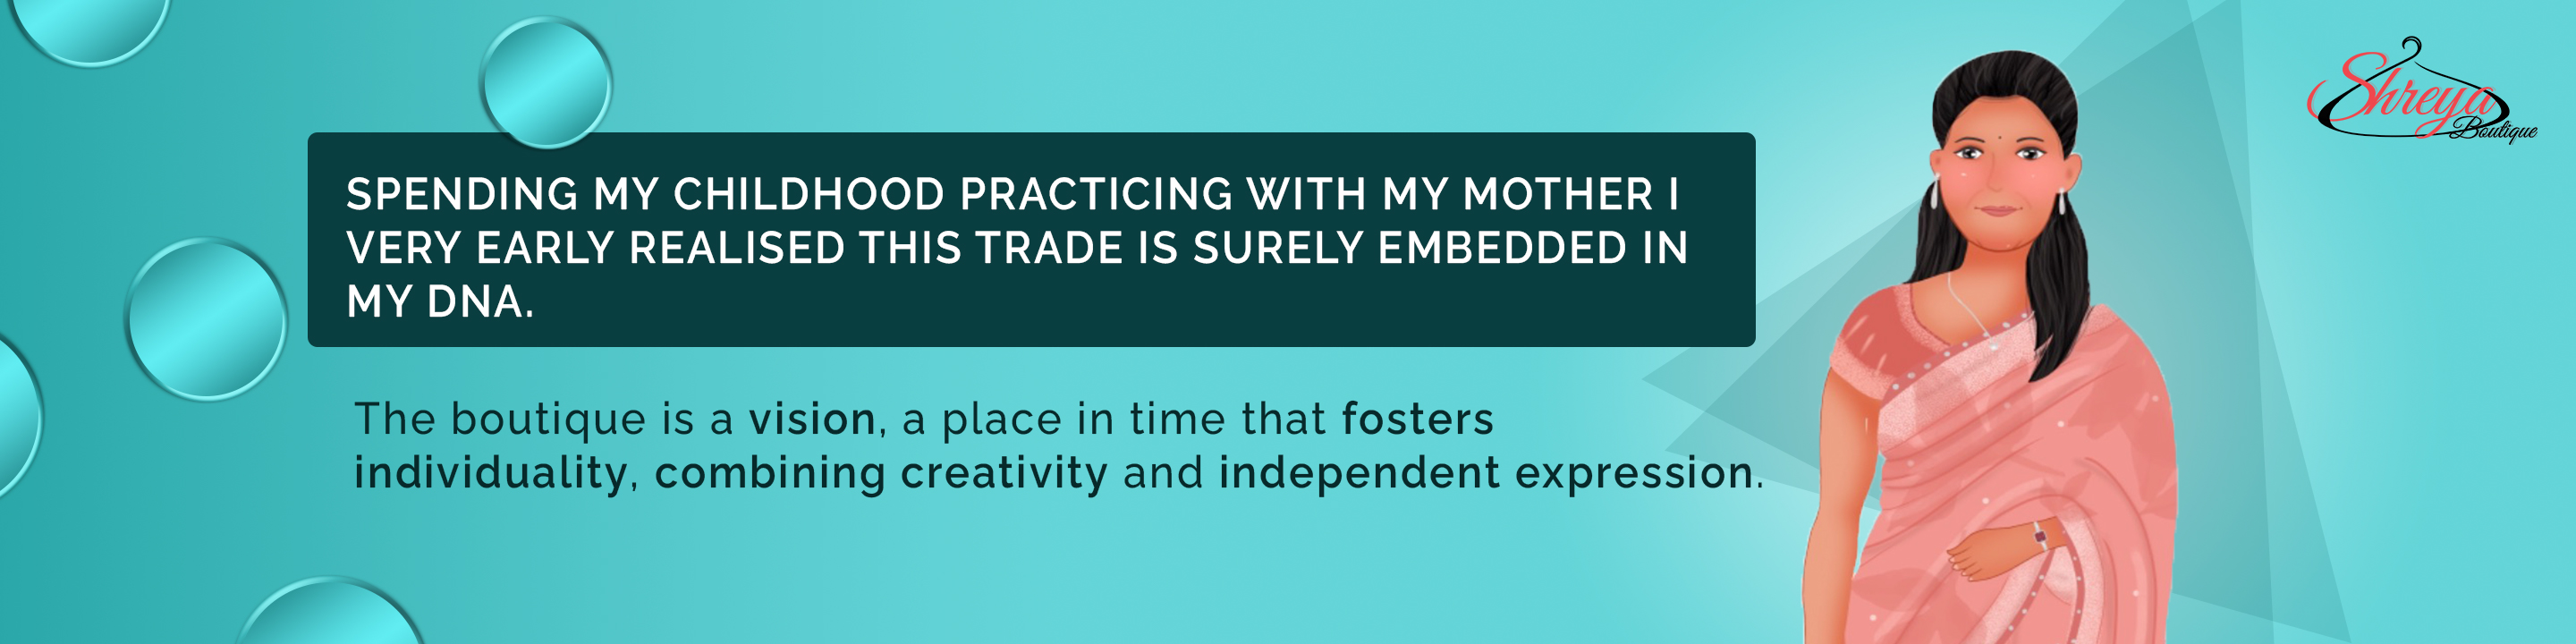 SPENDING MY CHILDHOOD PRACTICING WITH MY MOTHER I
VERY EARLY REALISED THIS TRADE IS SURELY EMBEDDED IN
MY DNA.
The boutique is a vision, a place in time that fosters
individuality, combining creativity and independent expression.
Shreya
Boutique